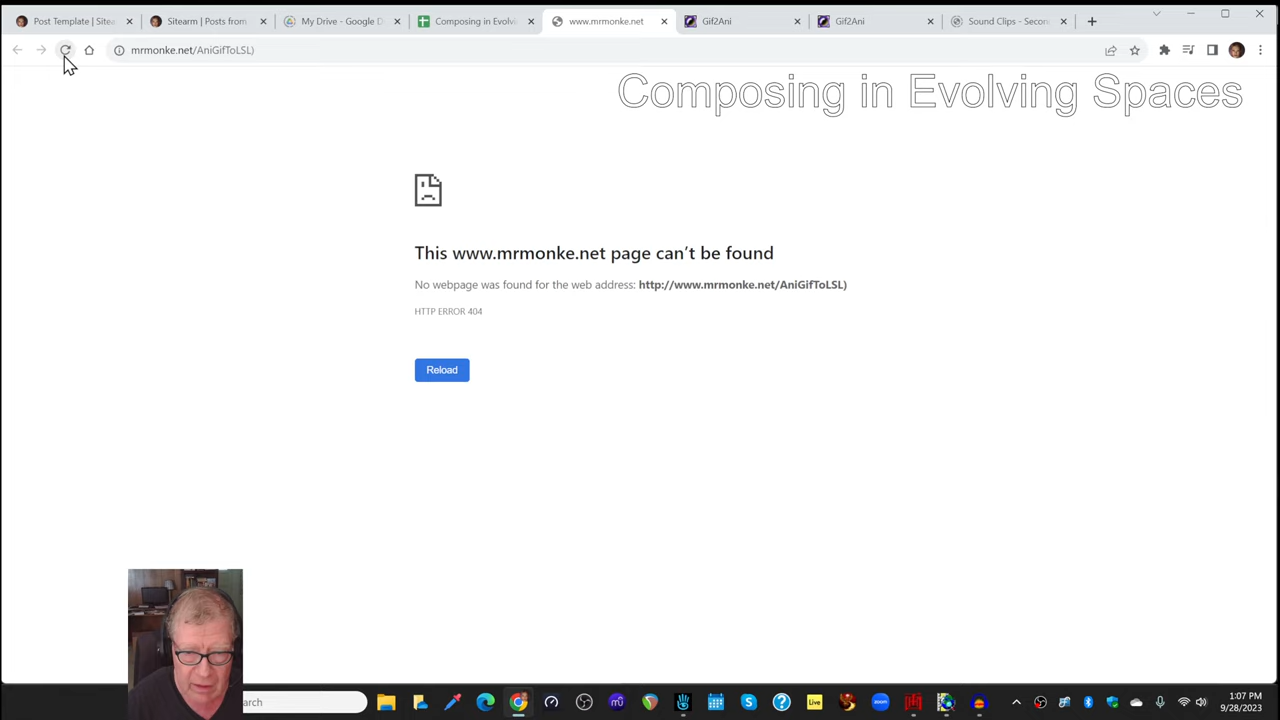 Post Template | Sitea
Sitearm | Posts from
My Drive - Google D
Composing in Evolvi
www.mrmonke.net
Gif2Ani
Gif2Ani
Sound Clips - Secon
mrmonke.net/AniGifToLSL)
Composing in Evolving Spaces
This www.mrmonke.net page can't be found
No webpage was found for the web address: http://www.mrmonke.net/AniGifToLSL)
HTTP ERROR 404
Reload
earch
Live
zoom
1:07 PM
9/28/2023